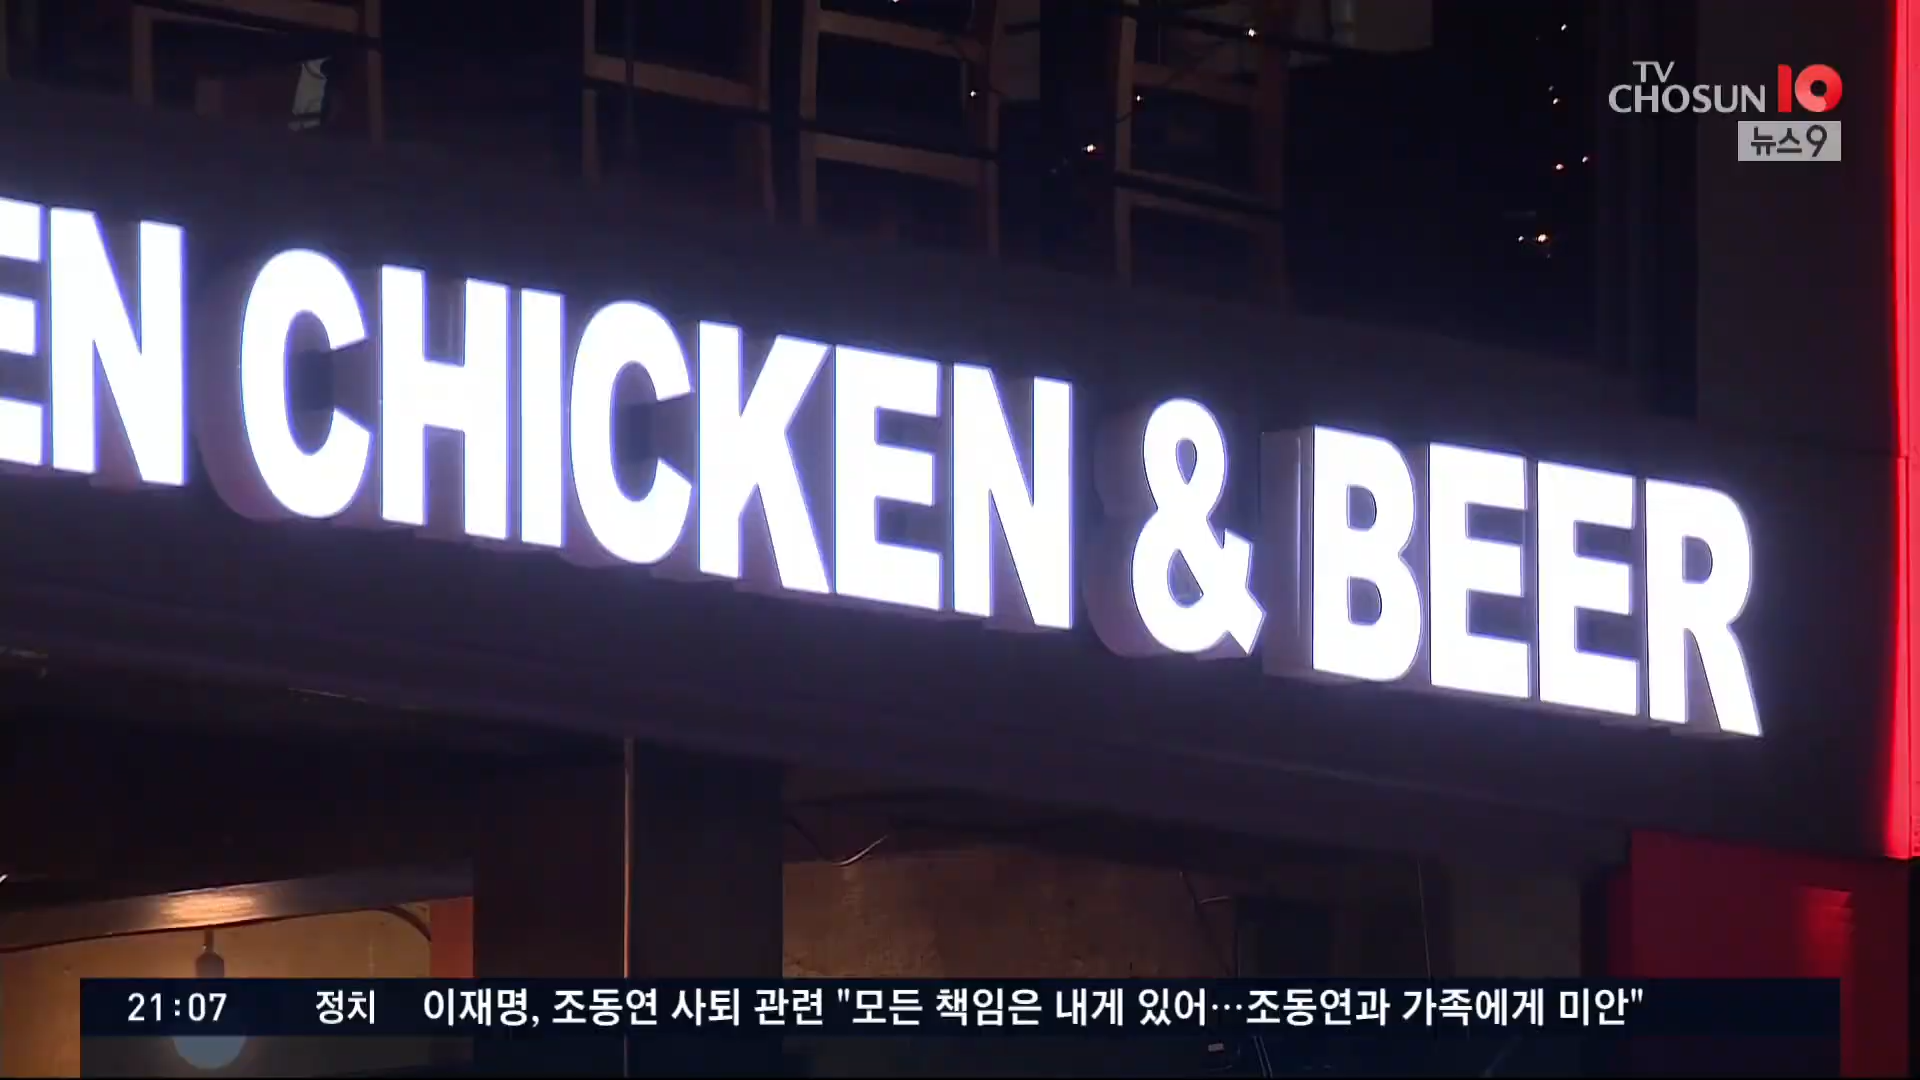 TV
CHOSUN 10
뉴스9
EN CHICKEN & BEER
21:07 정치 이재명, 조동연 사퇴 관련 "모든 책임은 내게 있어…조동연과 가족에게 미안"